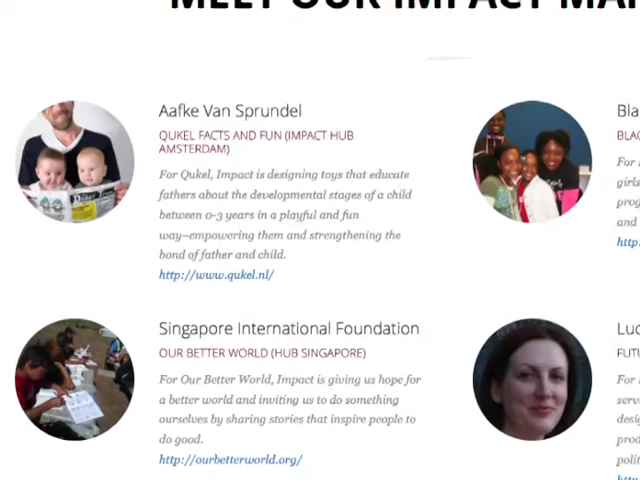 MEET OUR IMPACT
Aafke Van Sprundel
QUKEL FACTS AND FUN (IMPACT HUB
AMSTERDAM)
For Qukel, Impact is designing toys that educate
fathers about the developmental stages of a child
between 0-3 years in a playful and fun
way–empowering them and strengthening the
bond of father and child.
http://www.qukel.nl/
Singapore International Foundation
OUR BETTER WORLD (HUB SINGAPORE)
For Our Better World, Impact is giving us hope for
a better world and inviting us to do something
ourselves by sharing stories that inspire people to
do good.
http://ourbetterworld.org/